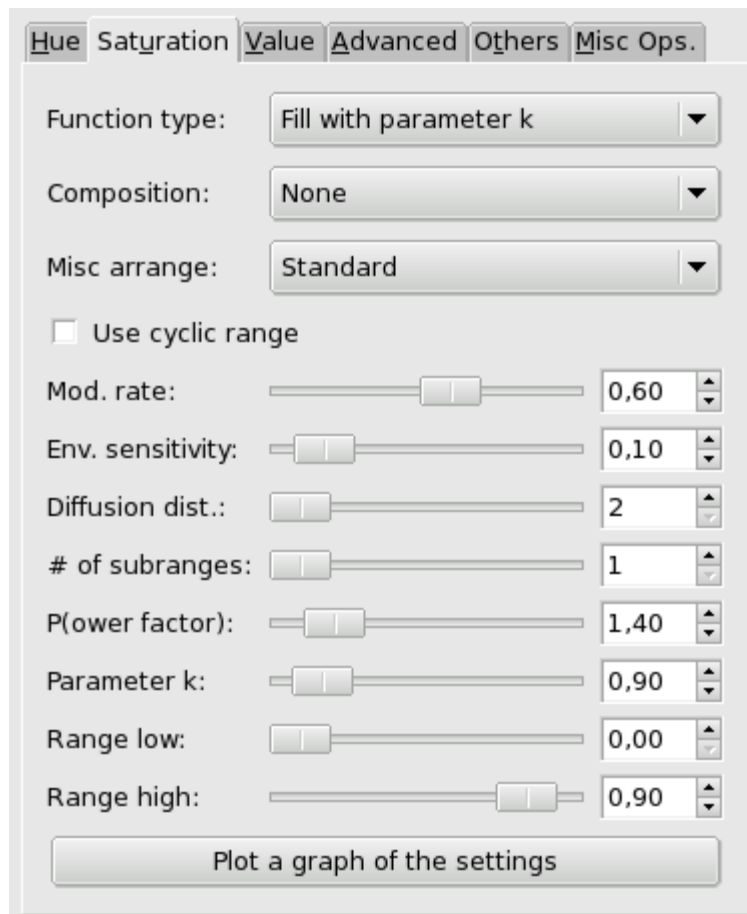 Hue Saturation Value Advanced Others Misc Ops.
Function type: Fill with parameter k
Composition: None
Misc arrange: Standard
Use cyclic range
Mod. rate: 0,60
Env. sensitivity: 0,10
Diffusion dist.: 2
# of subranges: 1
P(ower factor): 1,40
Parameter k: 0,90
Range low: 0,00
Range high: 0,90
Plot a graph of the settings